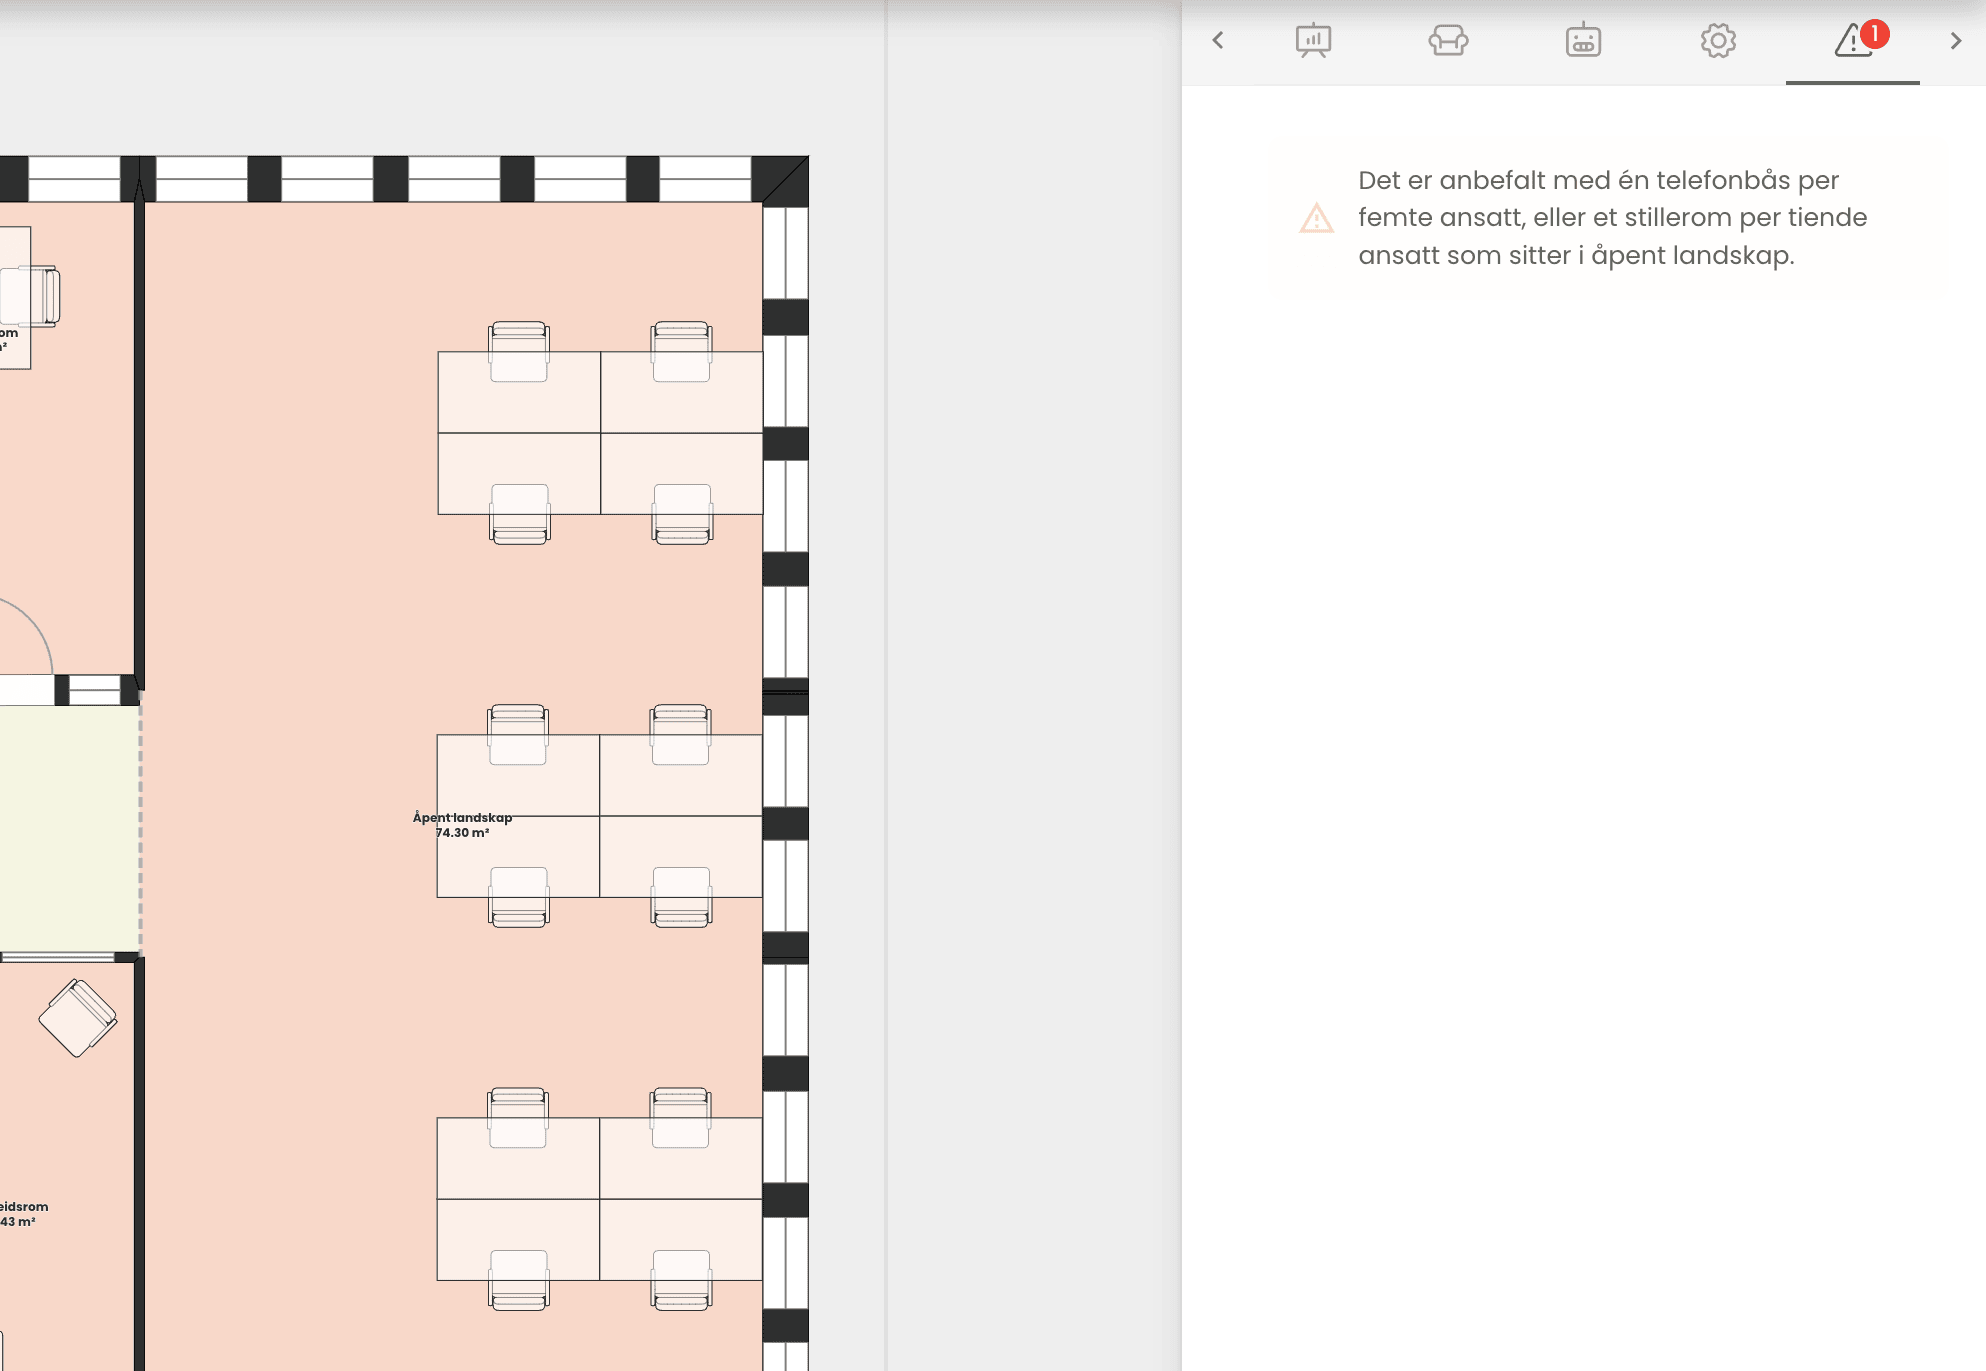 1
Det er anbefalt med én telefonbås per
femte ansatt, eller et stillerom per tiende
ansatt som sitter i åpent landskap.
om
²
Åpent landskap
74.30 m²
eidsrom
43 m²